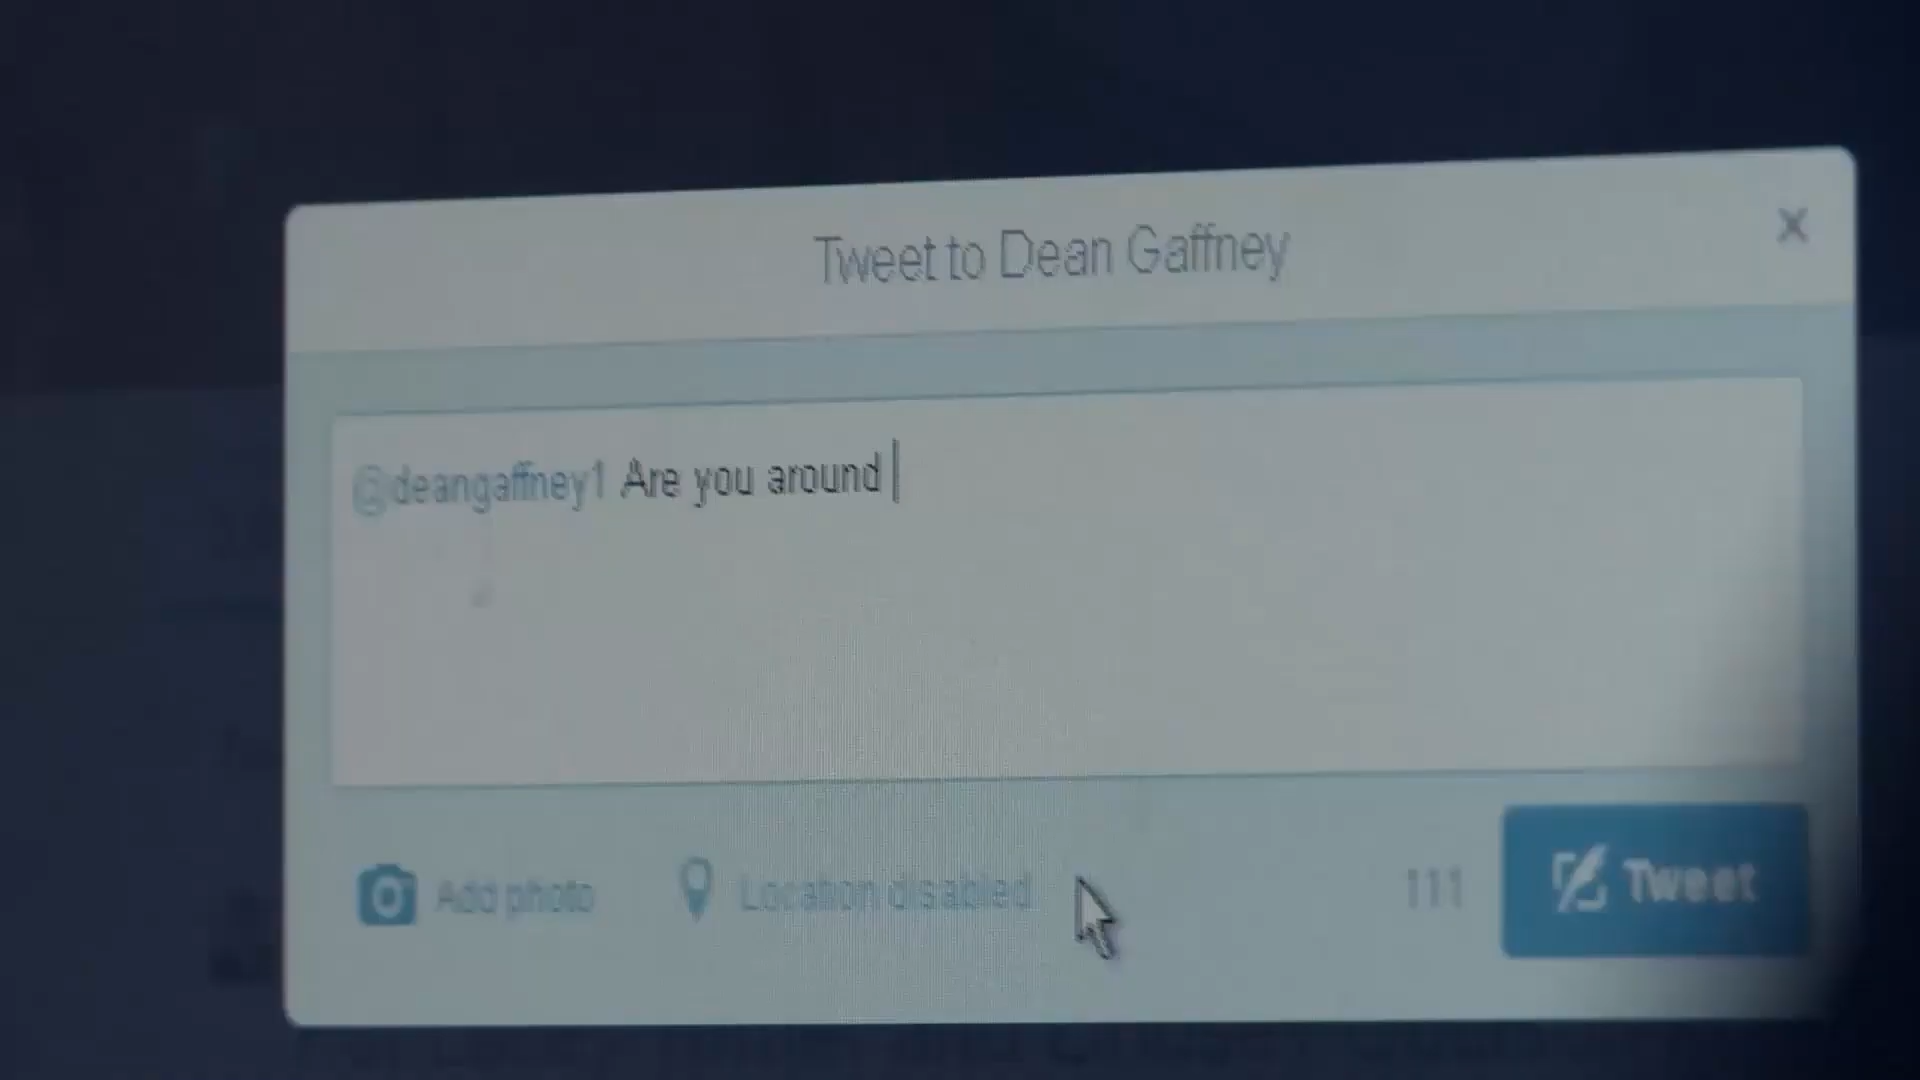 Tweet to Dean Gaffney
@deangaffney1 Are you around
Add photo
Location disabled
111
Tweet